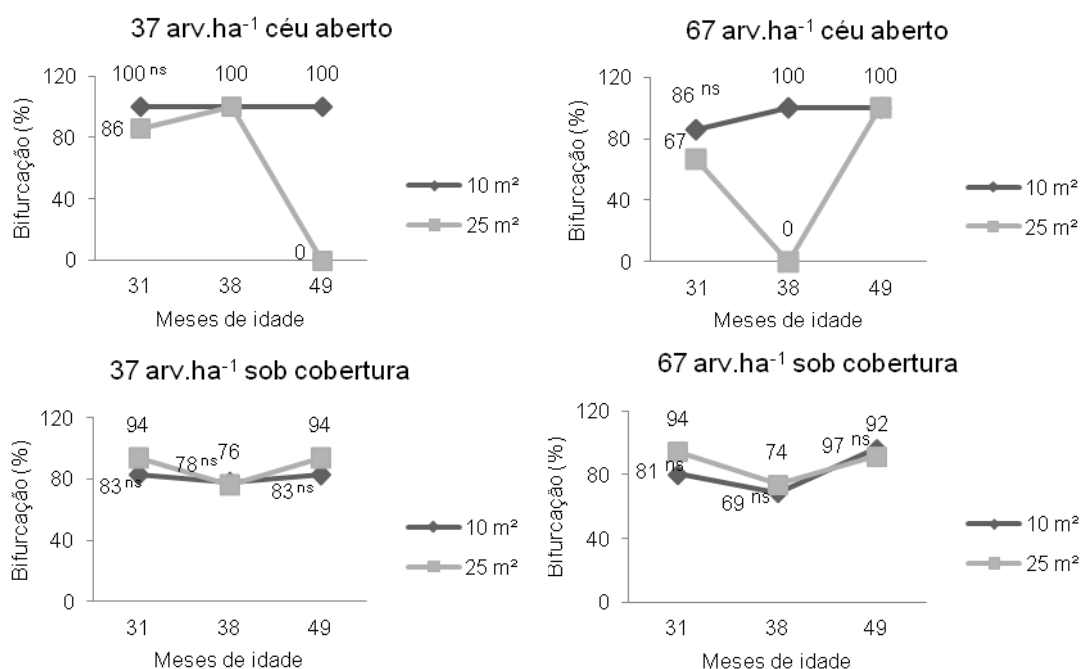 37 arv.ha⁻¹ céu aberto
100 ns 100 100
120
80
40
0
86
0
Bifurcação (%)
31 38 49
Meses de idade
10 m²
25 m²
67 arv.ha⁻¹ céu aberto
86 ns 100 100
120
80
40
0
67
0
Bifurcação (%)
31 38 49
Meses de idade
10 m²
25 m²
37 arv.ha⁻¹ sob cobertura
120
80
40
0
94 76 94
83 ns 78 ns 83 ns
Bifurcação (%)
31 38 49
Meses de idade
10 m²
25 m²
67 arv.ha⁻¹ sob cobertura
120
80
40
0
94 74 92
81 ns 69 ns 97 ns
Bifurcação (%)
31 38 49
Meses de idade
10 m²
25 m²